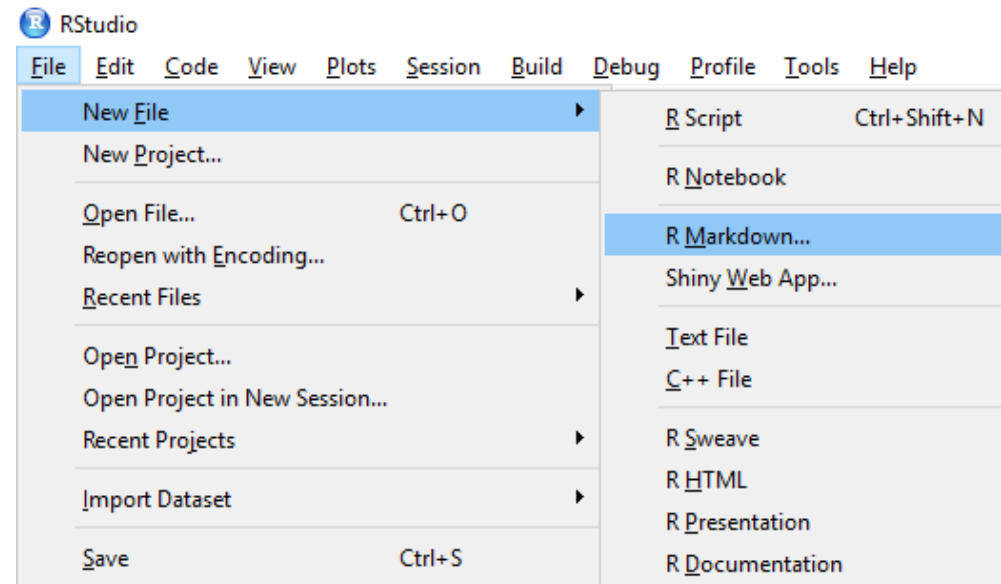 RStudio
File Edit Code View Plots Session Build Debug Profile Tools Help
New File
New Project...
Open File... Ctrl+O
Reopen with Encoding...
Recent Files
Open Project...
Open Project in New Session...
Recent Projects
Import Dataset
Save Ctrl+S
R Script Ctrl+Shift+N
R Notebook
R Markdown...
Shiny Web App...
Text File
C++ File
R Sweave
R HTML
R Presentation
R Documentation